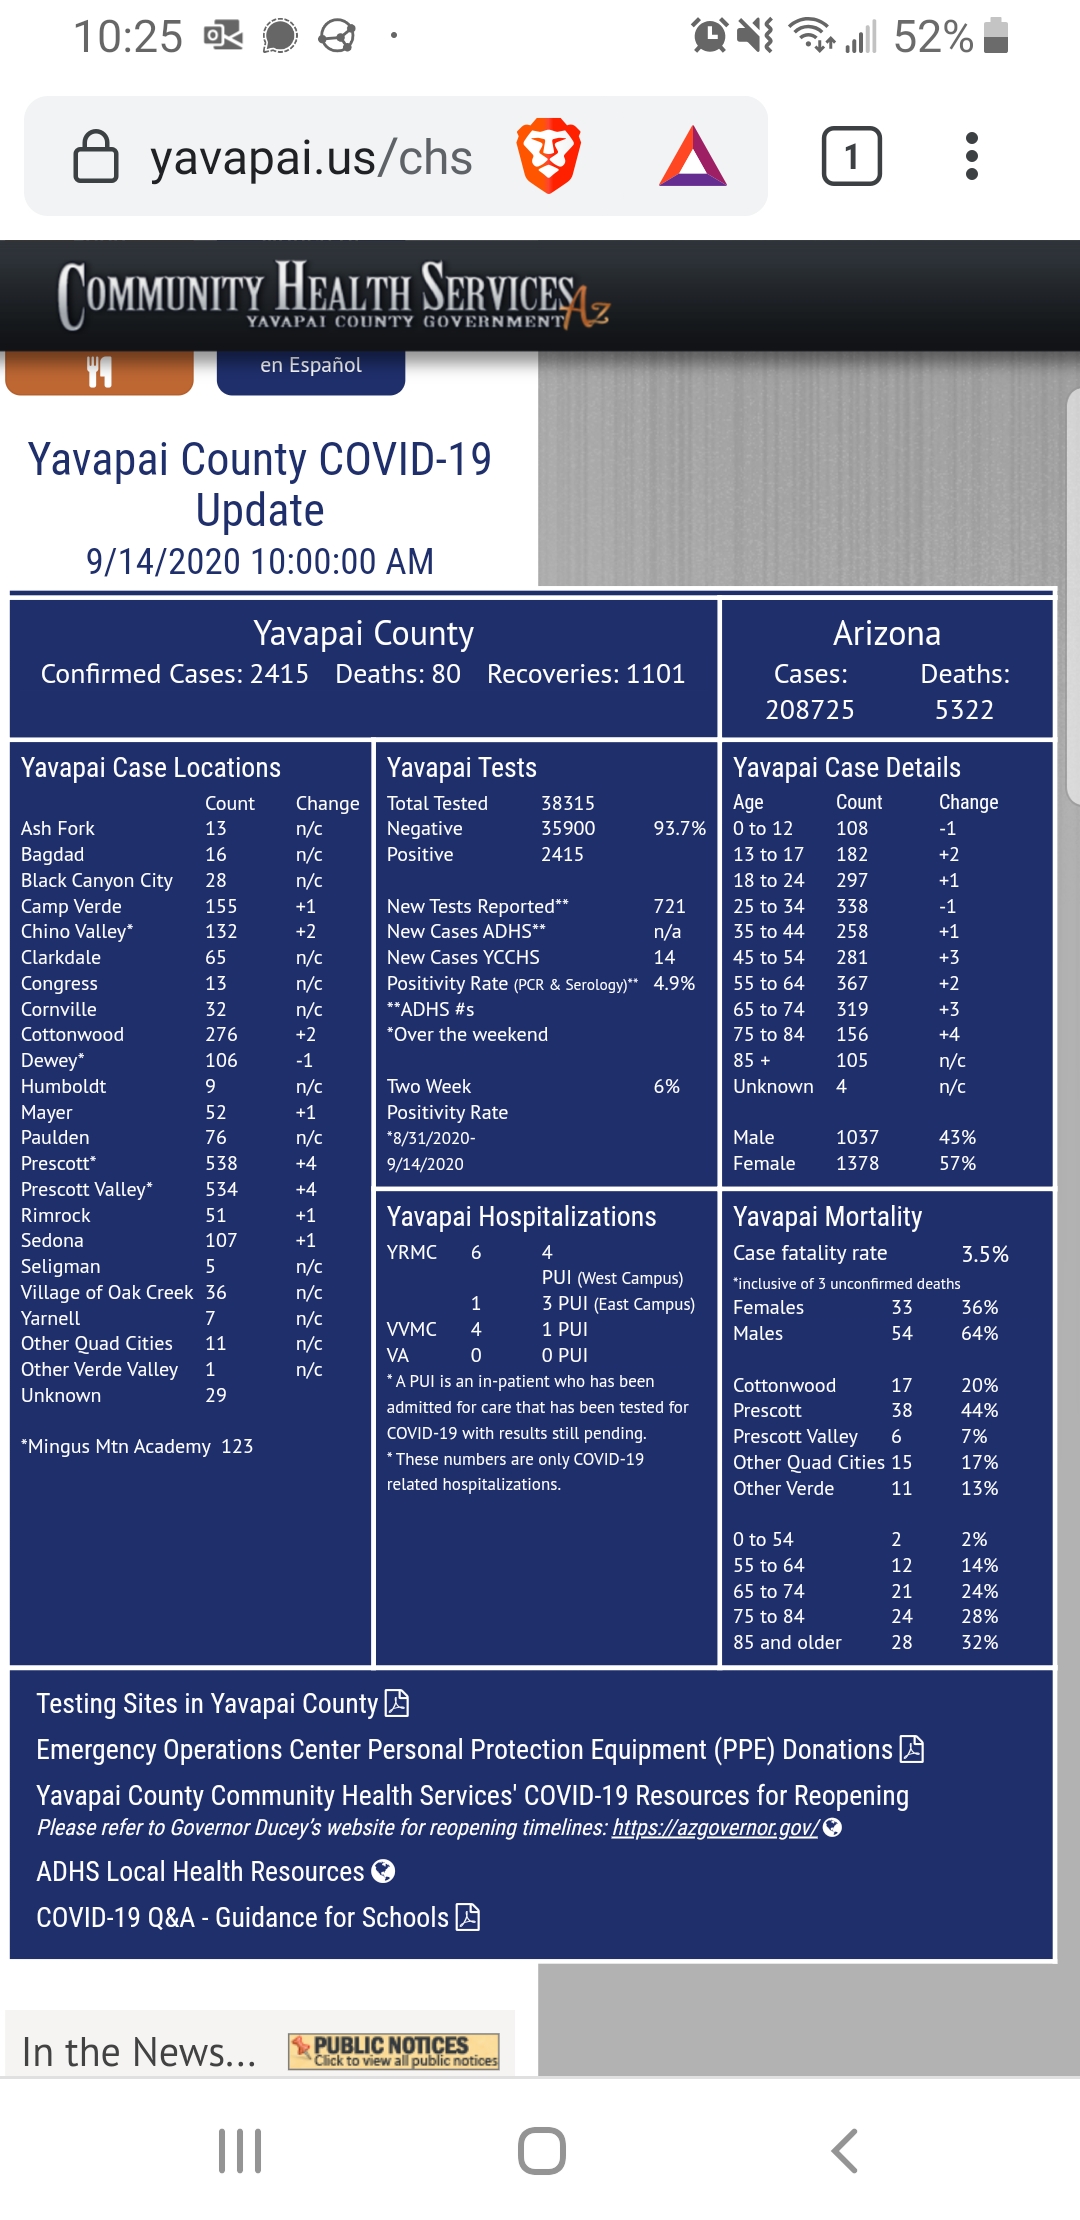 10:25
52%
yavapai.us/chs
1
COMMUNITY HEALTH SERVICES AZ
YAVAPAI COUNTY GOVERNMENT
en Español
Yavapai County COVID-19
Update
9/14/2020 10:00:00 AM
Yavapai County
Confirmed Cases: 2415 Deaths: 80 Recoveries: 1101
Arizona
Cases: Deaths:
208725 5322
Yavapai Case Locations
Count Change
Ash Fork 13 n/c
Bagdad 16 n/c
Black Canyon City 28 n/c
Camp Verde 155 +1
Chino Valley* 132 +2
Clarkdale 65 n/c
Congress 13 n/c
Cornville 32 n/c
Cottonwood 276 +2
Dewey* 106 -1
Humboldt 9 n/c
Mayer 52 +1
Paulden 76 n/c
Prescott* 538 +4
Prescott Valley* 534 +4
Rimrock 51 +1
Sedona 107 +1
Seligman 5 n/c
Village of Oak Creek 36 n/c
Yarnell 7 n/c
Other Quad Cities 11 n/c
Other Verde Valley 1 n/c
Unknown 29
*Mingus Mtn Academy 123
Yavapai Tests
Total Tested 38315
Negative 35900 93.7%
Positive 2415
New Tests Reported** 721
New Cases ADHS** n/a
New Cases YCCHS 14
Positivity Rate (PCR & Serology)** 4.9%
**ADHS #s
*Over the weekend
Two Week 6%
Positivity Rate
*8/31/2020-
9/14/2020
Yavapai Hospitalizations
YRMC 6 4
PUI (West Campus)
1 3 PUI (East Campus)
VVMC 4 1 PUI
VA 0 0 PUI
* A PUI is an in-patient who has been
admitted for care that has been tested for
COVID-19 with results still pending.
* These numbers are only COVID-19
related hospitalizations.
Yavapai Case Details
Age Count Change
0 to 12 108 -1
13 to 17 182 +2
18 to 24 297 +1
25 to 34 338 -1
35 to 44 258 +1
45 to 54 281 +3
55 to 64 367 +2
65 to 74 319 +3
75 to 84 156 +4
85 + 105 n/c
Unknown 4 n/c
Male 1037 43%
Female 1378 57%
Yavapai Mortality
Case fatality rate 3.5%
*inclusive of 3 unconfirmed deaths
Females 33 36%
Males 54 64%
Cottonwood 17 20%
Prescott 38 44%
Prescott Valley 6 7%
Other Quad Cities 15 17%
Other Verde 11 13%
0 to 54 2 2%
55 to 64 12 14%
65 to 74 21 24%
75 to 84 24 28%
85 and older 28 32%
Testing Sites in Yavapai County
Emergency Operations Center Personal Protection Equipment (PPE) Donations
Yavapai County Community Health Services' COVID-19 Resources for Reopening
Please refer to Governor Ducey's website for reopening timelines: https://azgovernor.gov/
ADHS Local Health Resources
COVID-19 Q&A - Guidance for Schools
In the News...
PUBLIC NOTICES
Click to view all public notices